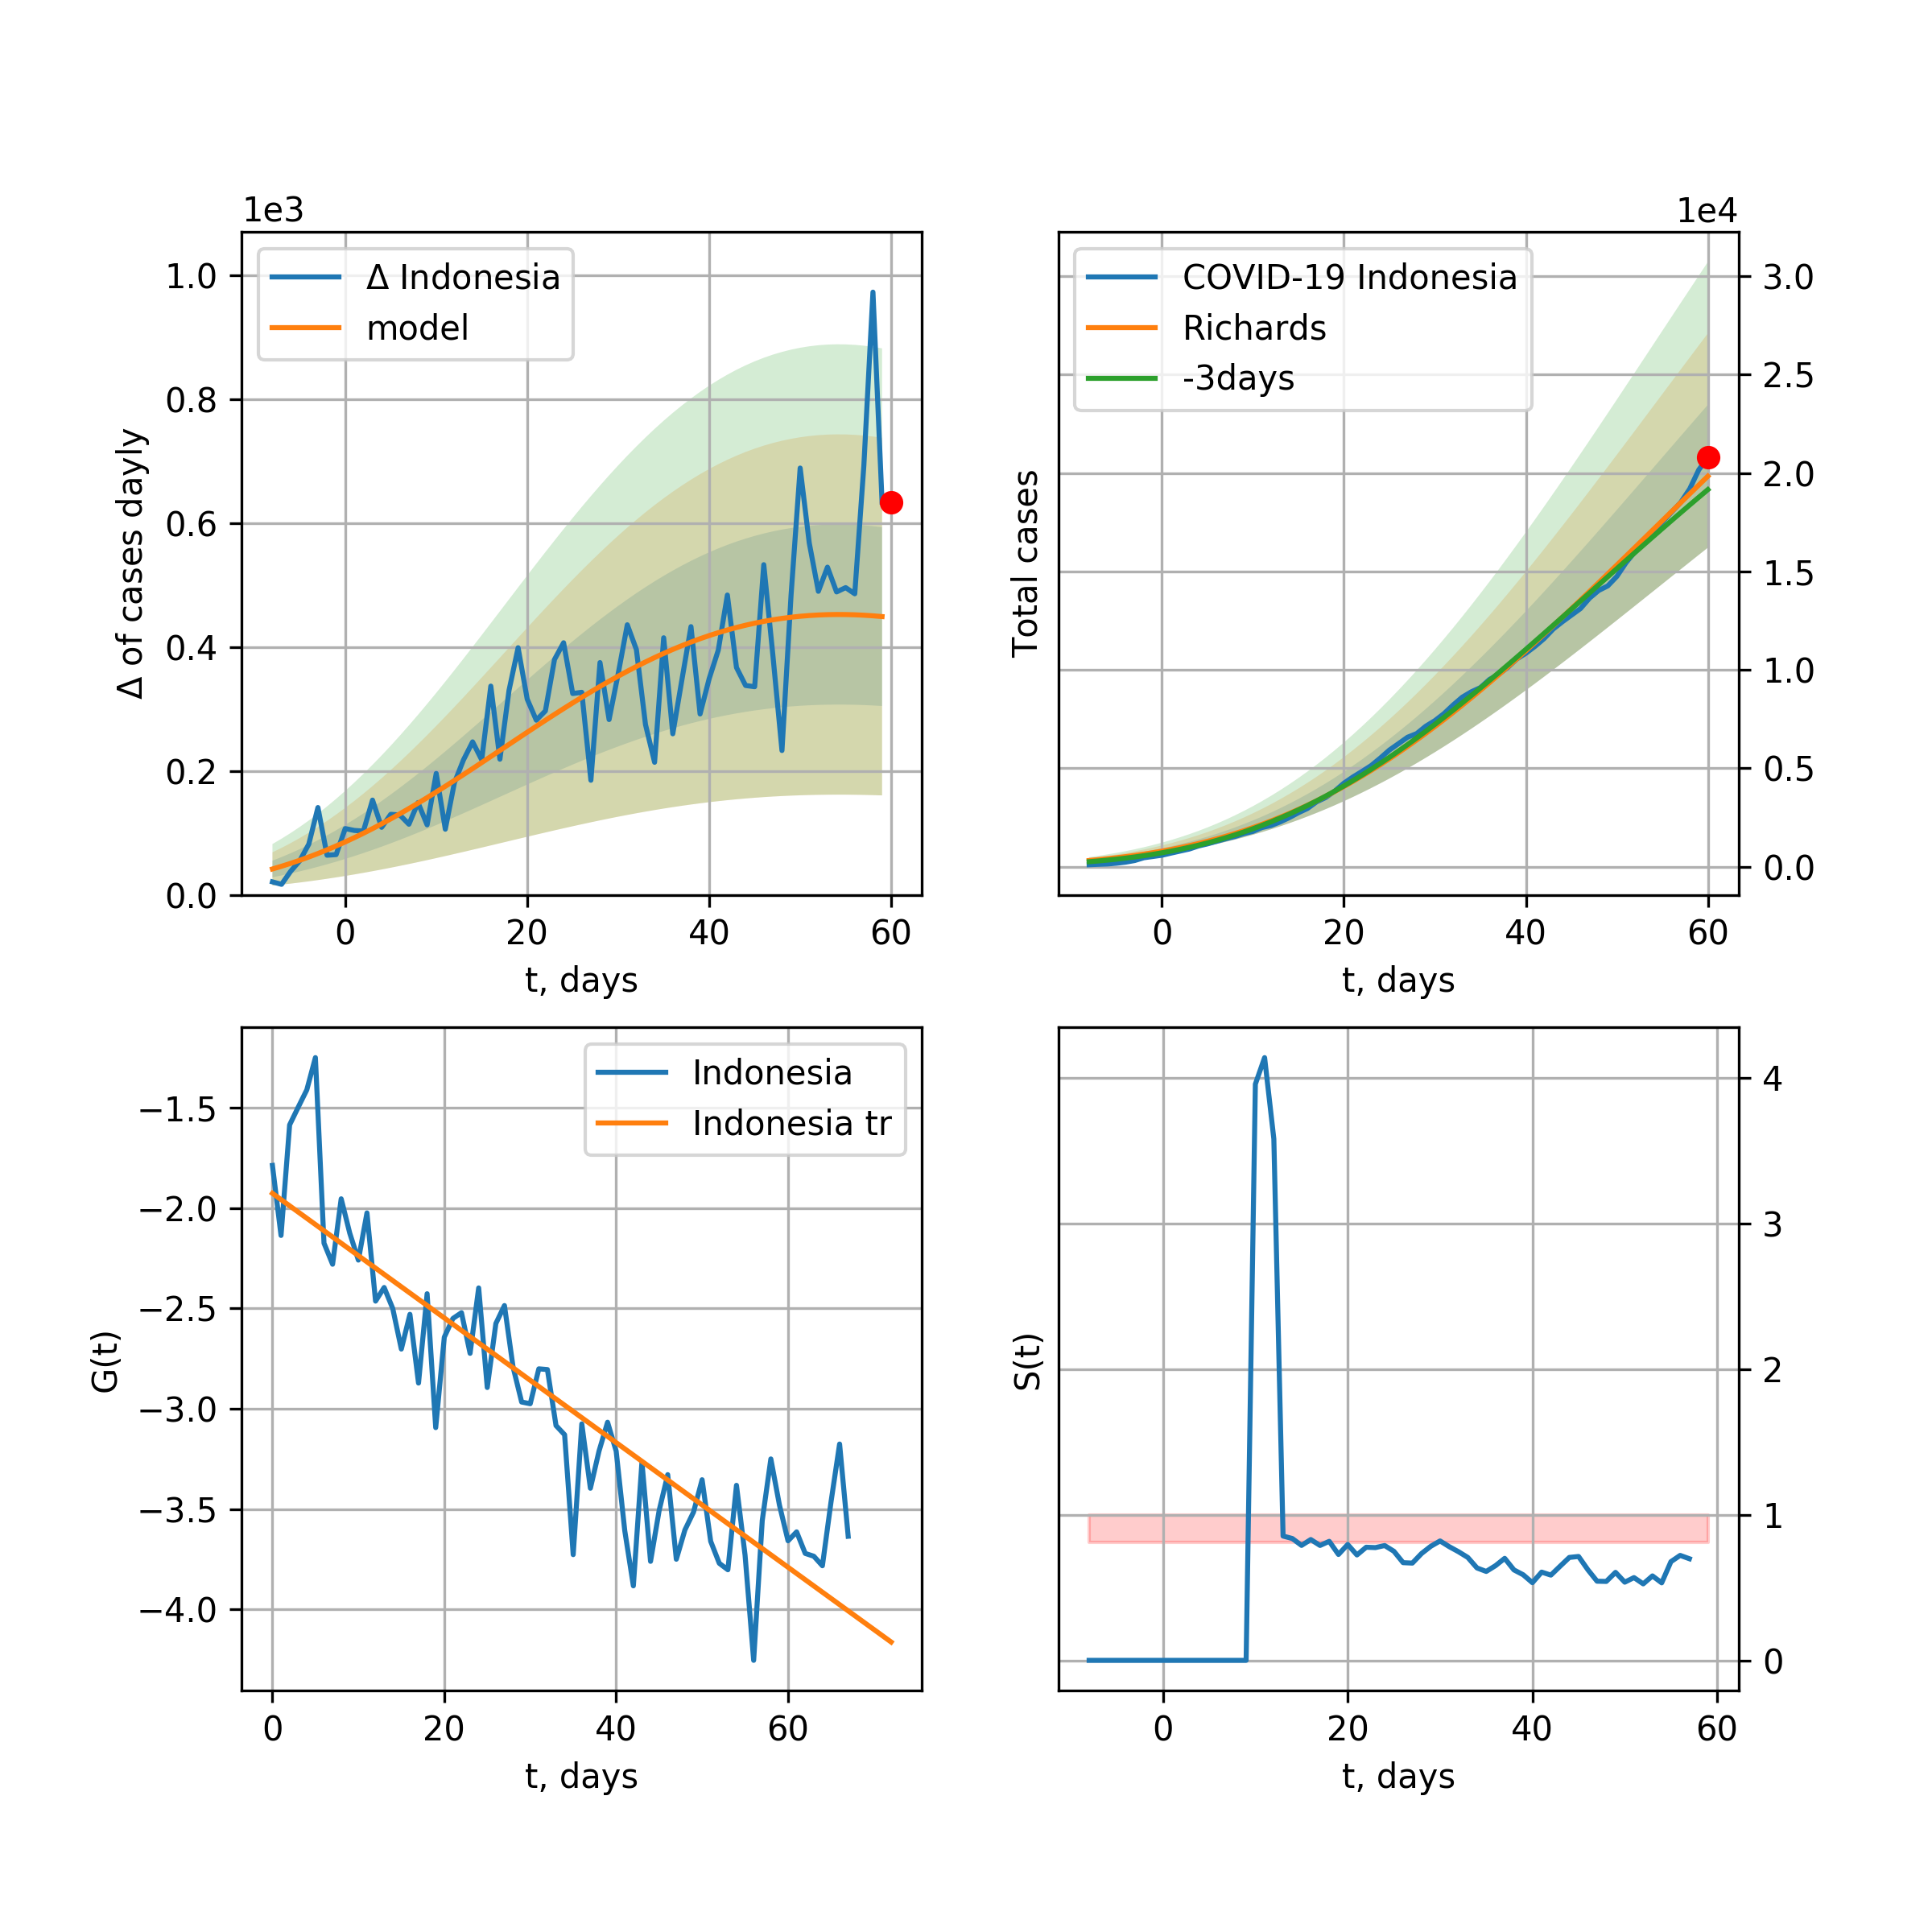 1e3
Δ Indonesia
model
1.0
0.8
0.6
0.4
0.2
0.0
Δ of cases dayly
0 20 40 60
t, days
1e4
COVID-19 Indonesia
Richards
-3days
3.0
2.5
2.0
1.5
1.0
0.5
0.0
Total cases
0 20 40 60
t, days
Indonesia
Indonesia tr
−1.5
−2.0
−2.5
−3.0
−3.5
−4.0
G(t)
0 20 40 60
t, days
4
3
2
1
0
S(t)
0 20 40 60
t, days